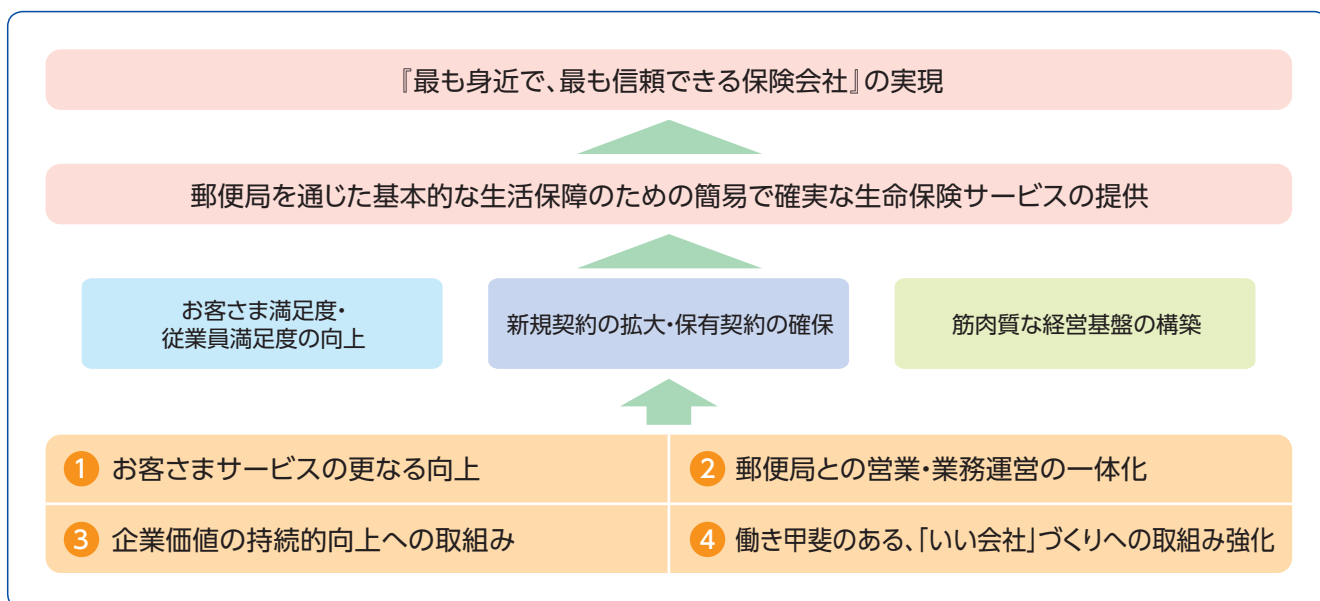 『最も身近で、最も信頼できる保険会社』の実現
郵便局を通じた基本的な生活保障のための簡易で確実な生命保険サービスの提供
お客さま満足度・
従業員満足度の向上
新規契約の拡大・保有契約の確保
筋肉質な経営基盤の構築
1 お客さまサービスの更なる向上
2 郵便局との営業・業務運営の一体化
3 企業価値の持続的向上への取組み
4 働き甲斐のある、「いい会社」づくりへの取組み強化